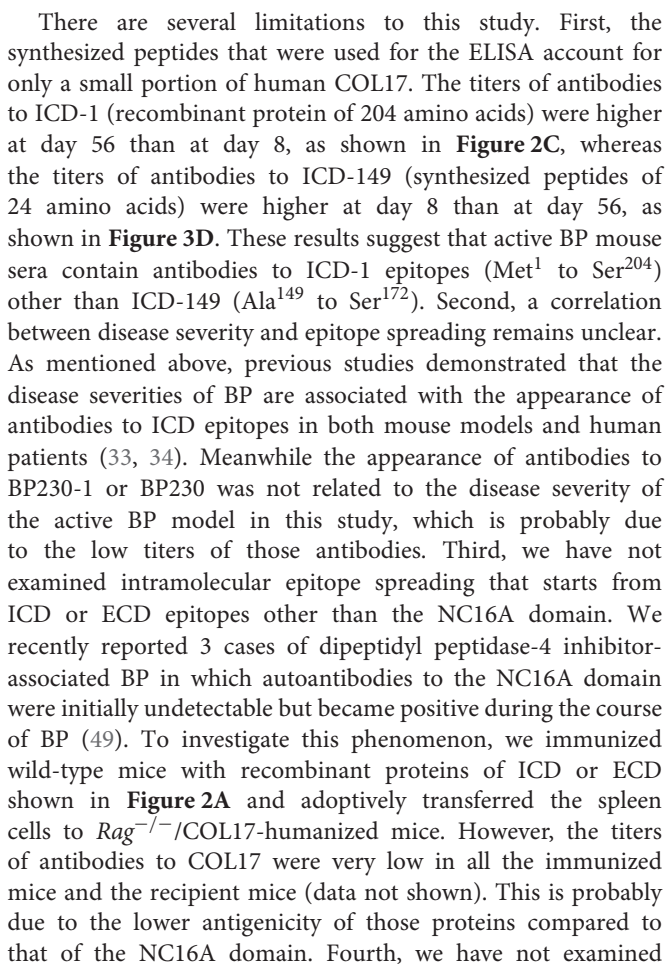 There are several limitations to this study. First, the
synthesized peptides that were used for the ELISA account for
only a small portion of human COL17. The titers of antibodies
to ICD-1 (recombinant protein of 204 amino acids) were higher
at day 56 than at day 8, as shown in Figure 2C, whereas
the titers of antibodies to ICD-149 (synthesized peptides of
24 amino acids) were higher at day 8 than at day 56, as
shown in Figure 3D. These results suggest that active BP mouse
sera contain antibodies to ICD-1 epitopes (Met¹ to Ser²⁰⁴)
other than ICD-149 (Ala¹⁴⁹ to Ser¹⁷²). Second, a correlation
between disease severity and epitope spreading remains unclear.
As mentioned above, previous studies demonstrated that the
disease severities of BP are associated with the appearance of
antibodies to ICD epitopes in both mouse models and human
patients (33, 34). Meanwhile the appearance of antibodies to
BP230-1 or BP230 was not related to the disease severity of
the active BP model in this study, which is probably due
to the low titers of those antibodies. Third, we have not
examined intramolecular epitope spreading that starts from
ICD or ECD epitopes other than the NC16A domain. We
recently reported 3 cases of dipeptidyl peptidase-4 inhibitor-
associated BP in which autoantibodies to the NC16A domain
were initially undetectable but became positive during the course
of BP (49). To investigate this phenomenon, we immunized
wild-type mice with recombinant proteins of ICD or ECD
shown in Figure 2A and adoptively transferred the spleen
cells to Rag⁻/⁻/COL17-humanized mice. However, the titers
of antibodies to COL17 were very low in all the immunized
mice and the recipient mice (data not shown). This is probably
due to the lower antigenicity of those proteins compared to
that of the NC16A domain. Fourth, we have not examined